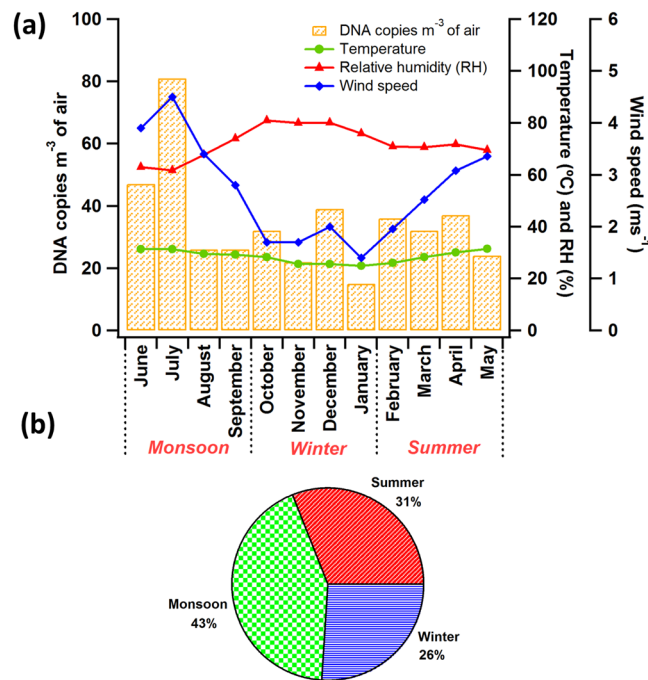 (a)
DNA copies m⁻³ of air
Temperature
Relative humidity (RH)
Wind speed
100
80
60
40
20
0
DNA copies m⁻³ of air
120
100
80
60
40
20
0
Temperature (ºC) and RH (%)
6
5
4
3
2
1
0
Wind speed (ms⁻¹)
June
July
August
September
October
November
December
January
February
March
April
May
Monsoon
Winter
Summer
(b)
Summer
31%
Monsoon
43%
Winter
26%